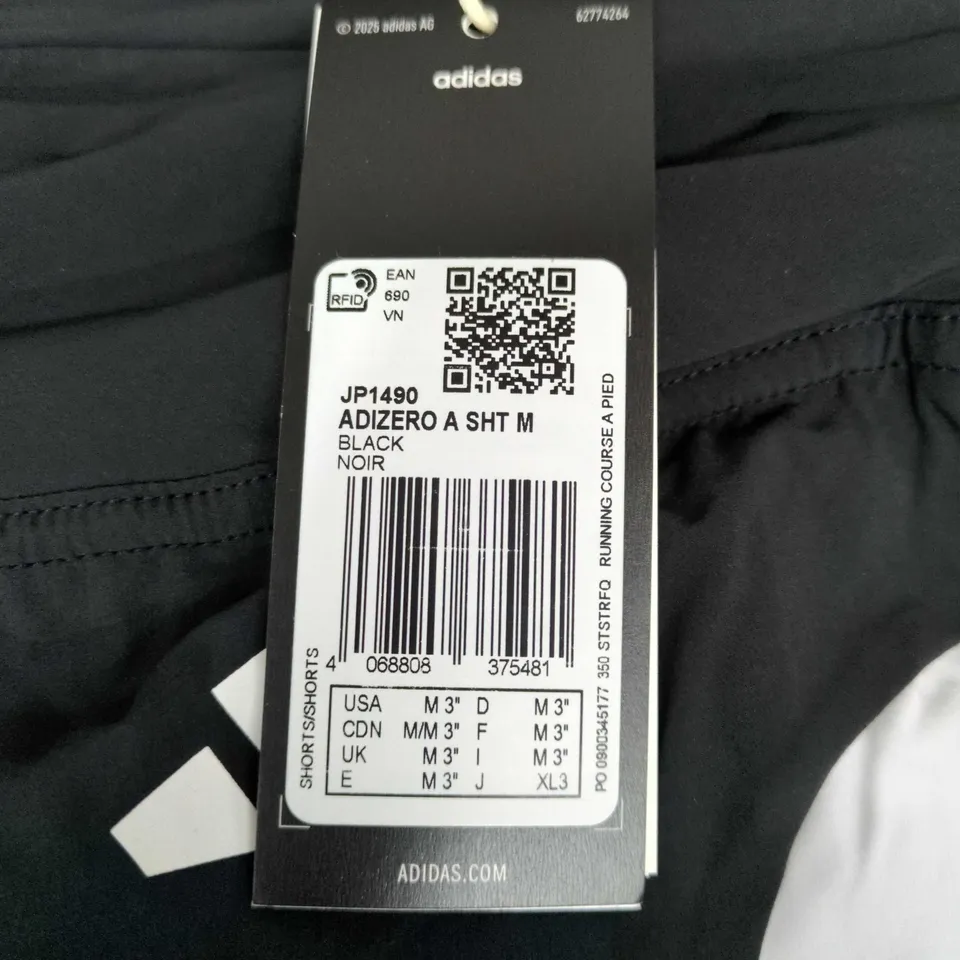 © 2025 adidas AG
62774264
adidas
RFID
EAN
690
VN
JP1490
ADIZERO A SHT M
BLACK
NOIR
4 068808 375481
SHORTS/SHORTS
PO 0900345177 350 STSTRFQ RUNNING COURSE A PIED
USA M 3" D M 3"
CDN M/M 3" F M 3"
UK M 3" I M 3"
E M 3" J XL3
ADIDAS.COM